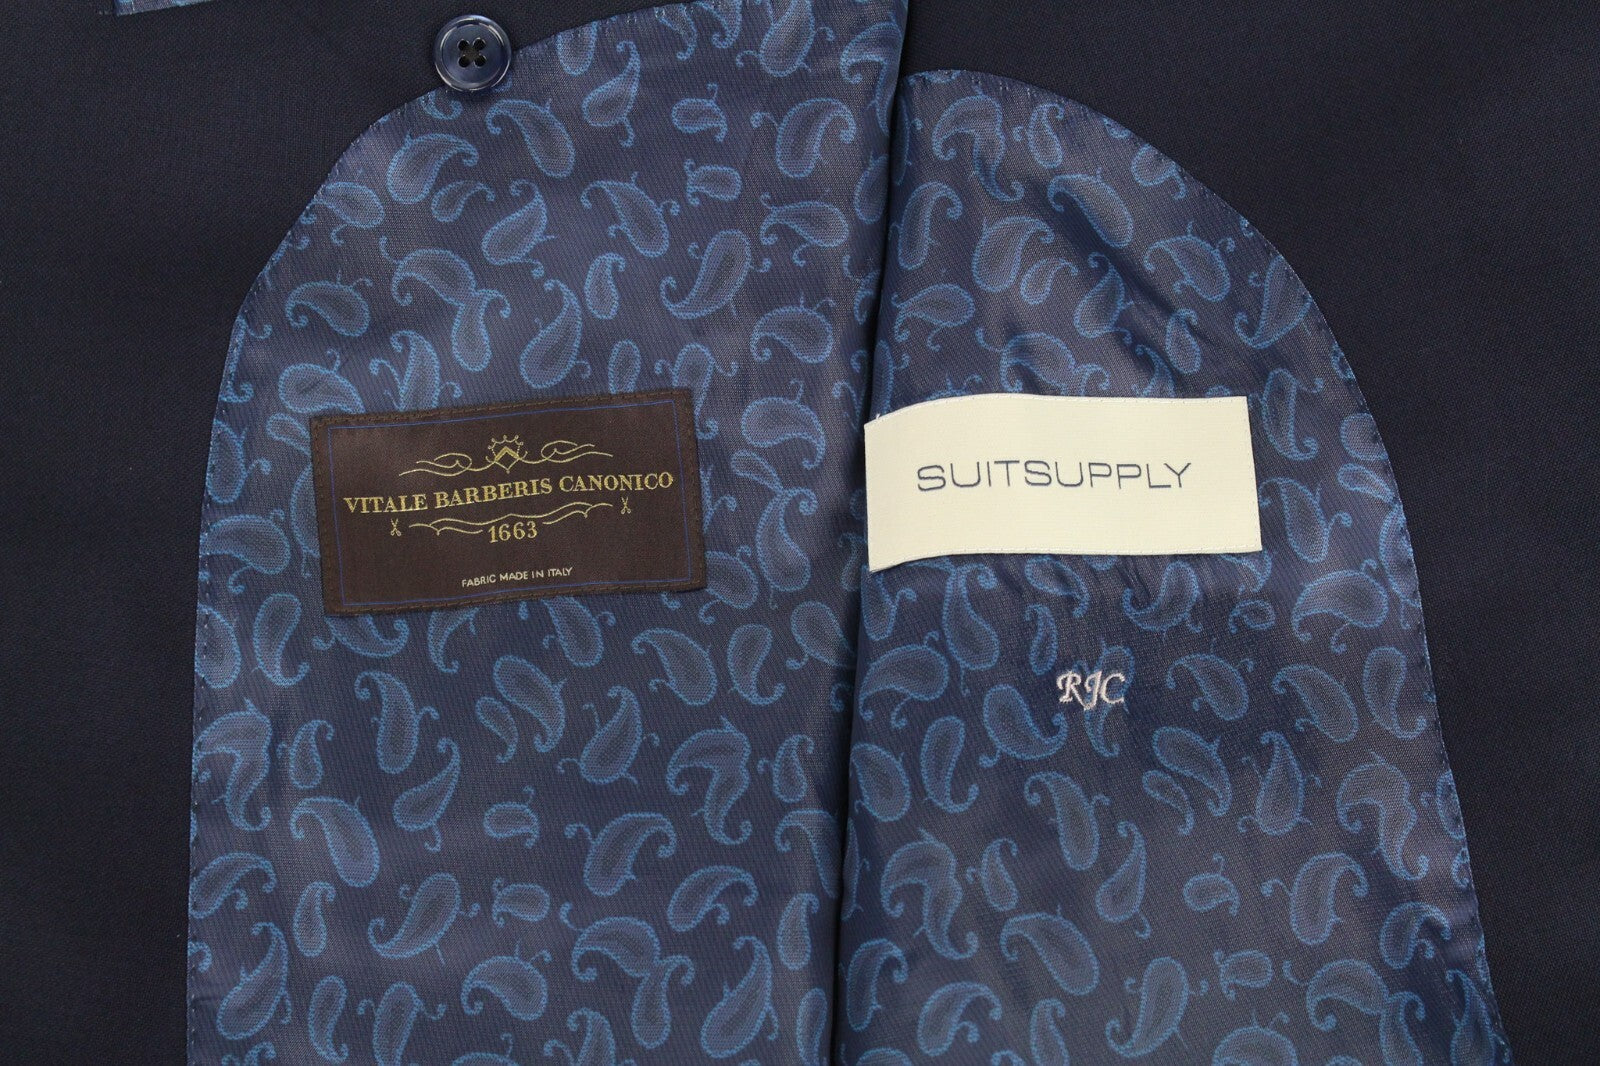 VITALE BARBERIS CANONICO
1663
FABRIC MADE IN ITALY
SUITSUPPLY
RJC